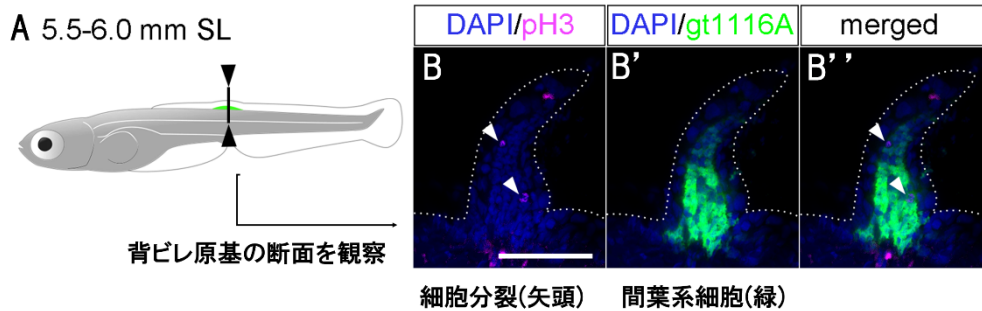 A 5.5-6.0 mm SL
背ビレ原基の断面を観察
DAPI/pH3
DAPI/gt1116A
merged
B
B'
B''
細胞分裂(矢頭)
間葉系細胞(緑)